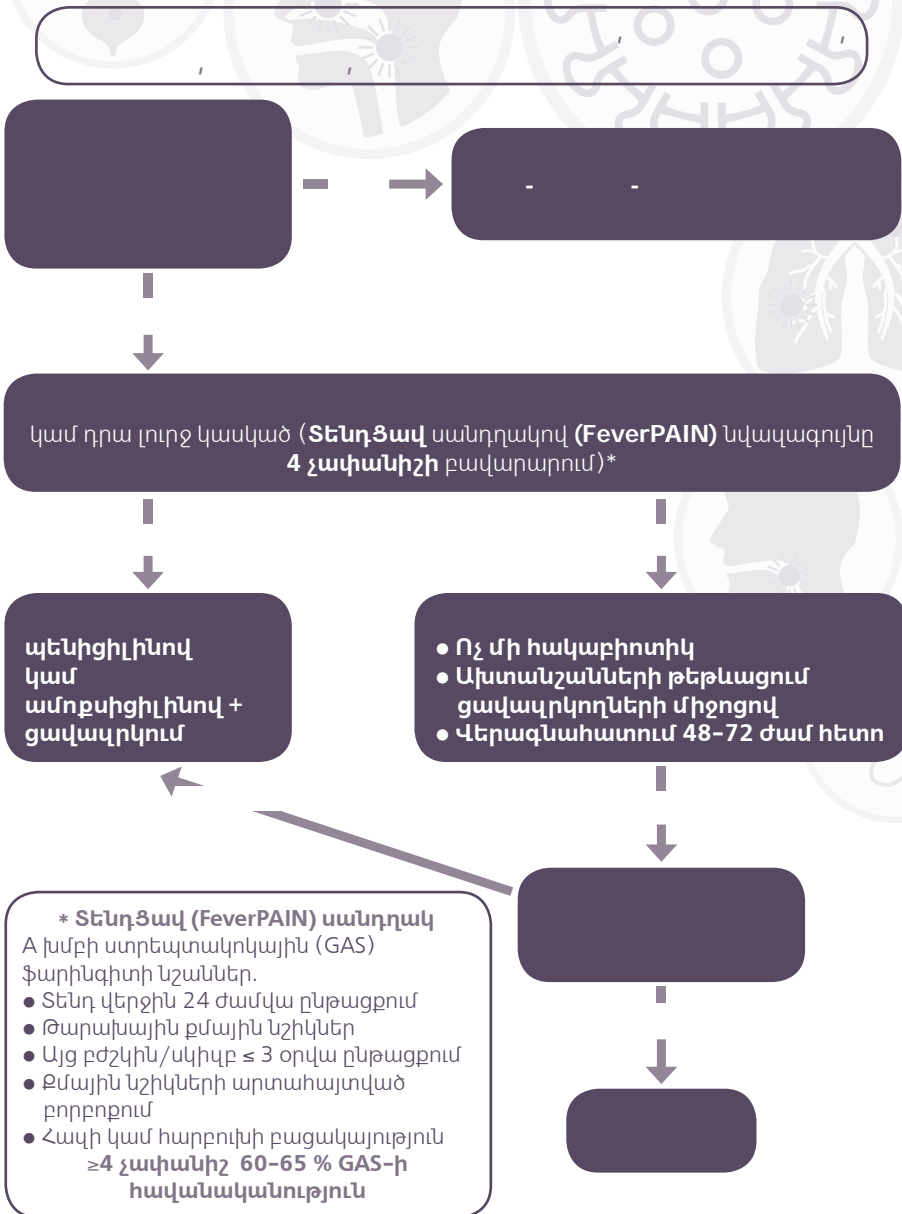 կամ դրա լուրջ կասկած (ՏենդՑավ սանդղակով (FeverPAIN) նվազագույնը
4 չափանիշի բավարարում)*
պենիցիլինով
կամ
ամոքսիցիլինով +
ցավազրկում
● Ոչ մի հակաբիոտիկ
● Ախտանշանների թեթևացում
ցավազրկողների միջոցով
● Վերագնահատում 48–72 ժամ հետո
* ՏենդՑավ (FeverPAIN) սանդղակ
Ա խմբի ստրեպտակոկային (GAS)
ֆարինգիտի նշաններ.
● Տենդ վերջին 24 ժամվա ընթացքում
● Թարախային քմային նշիկներ
● Այց բժշկին/սկիզբ ≤ 3 օրվա ընթացքում
● Քմային նշիկների արտահայտված
բորբոքում
● Հազի կամ հարբուխի բացակայություն
≥4 չափանիշ 60–65 % GAS–ի
հավանականություն